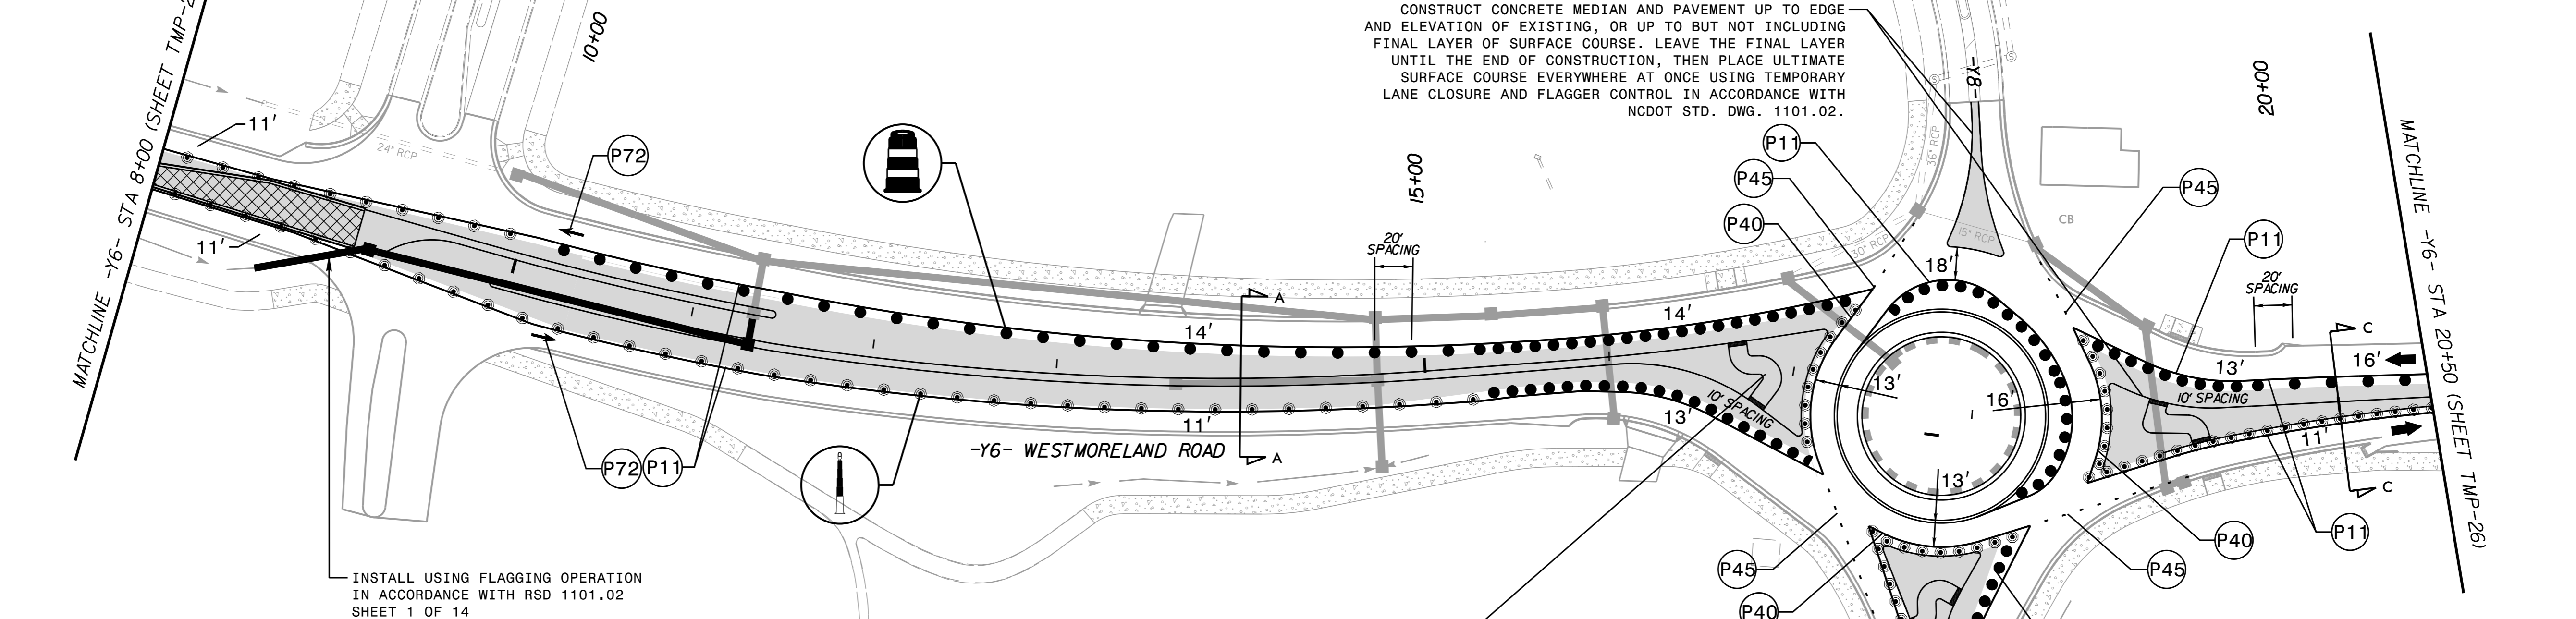 CONSTRUCT CONCRETE MEDIAN AND PAVEMENT UP TO EDGE
AND ELEVATION OF EXISTING, OR UP TO BUT NOT INCLUDING
FINAL LAYER OF SURFACE COURSE. LEAVE THE FINAL LAYER
UNTIL THE END OF CONSTRUCTION, THEN PLACE ULTIMATE
SURFACE COURSE EVERYWHERE AT ONCE USING TEMPORARY
LANE CLOSURE AND FLAGGER CONTROL IN ACCORDANCE WITH
NCDOT STD. DWG. 1101.02.
MATCHLINE -Y6- STA 8+00 (SHEET TMP-2
10+00
15+00
20+00
-Y8-
MATCHLINE -Y6- STA 20+50 (SHEET TMP-26)
11'
24" RCP
P72
P11
P45
P40
36" RCP
30" RCP
15" RCP
CB
P45
P11
20'
SPACING
20'
SPACING
18'
A
C
11'
14'
14'
13'
16'
13'
16'
10' SPACING
10' SPACING
13'
11'
11'
-Y6- WESTMORELAND ROAD
A
C
13'
P72
P11
P45
P40
P45
P40
P11
INSTALL USING FLAGGING OPERATION
IN ACCORDANCE WITH RSD 1101.02
SHEET 1 OF 14